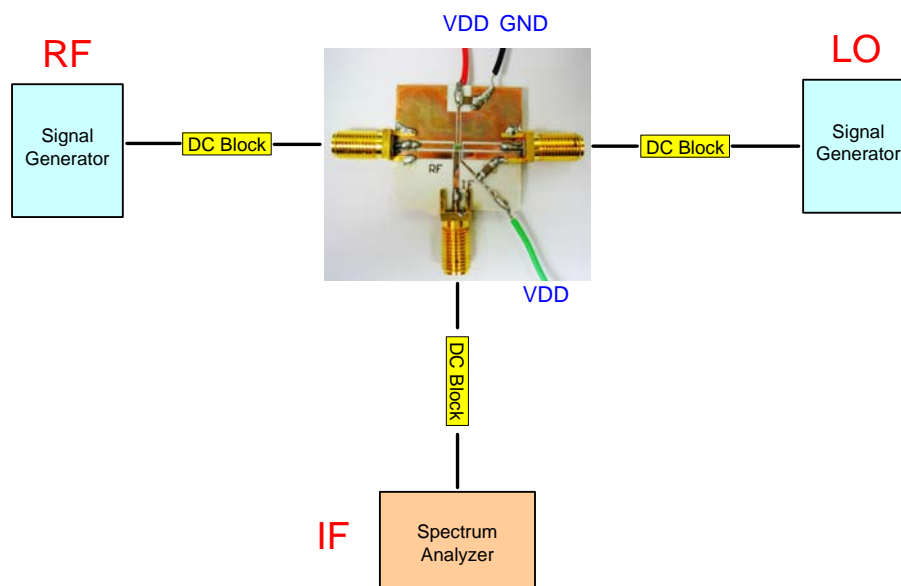 VDD GND
RF
LO
Signal
Generator
DC Block
DC Block
Signal
Generator
RF
IF
VDD
DC Block
IF
Spectrum
Analyzer